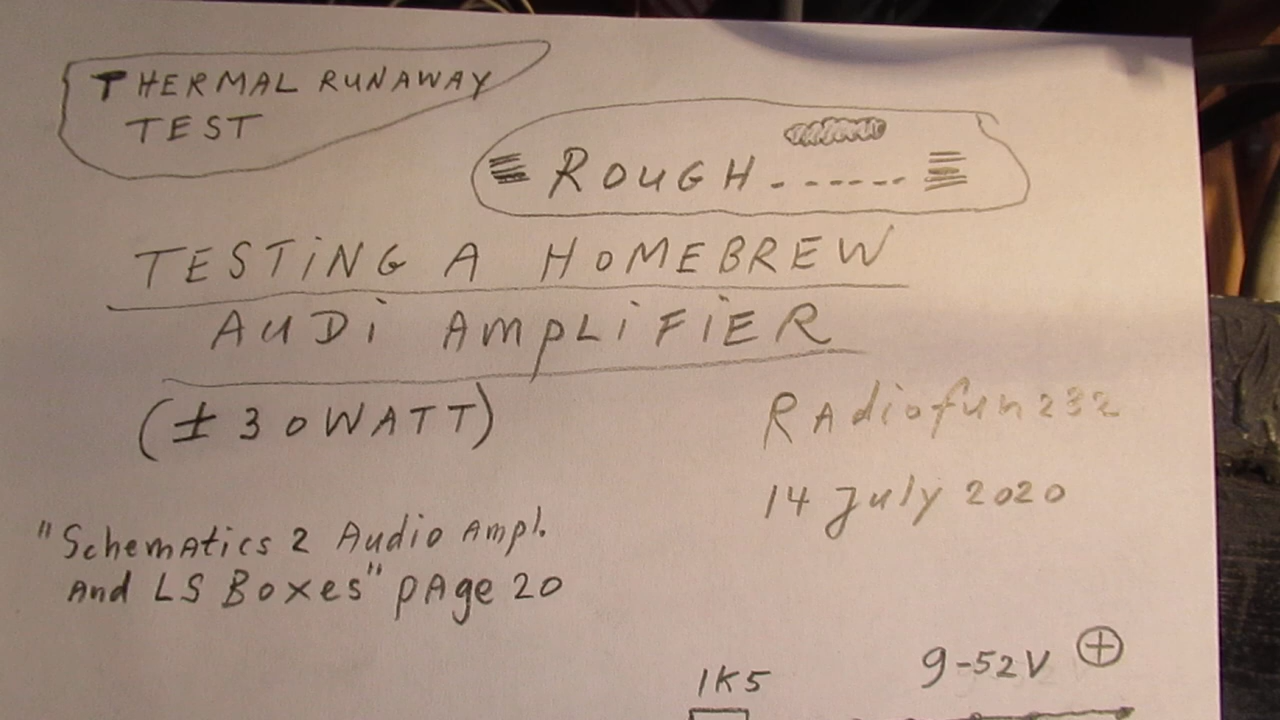 THERMAL RUNAWAY
TEST
ROUGH.------
TESTING A HOMEBREW
AUDI AMPLIFIER
(± 30WATT)
RAdiofun232
14 July 2020
"Schematics 2 Audio Ampl.
And LS Boxes" pAge 20
9-52V +
1K5